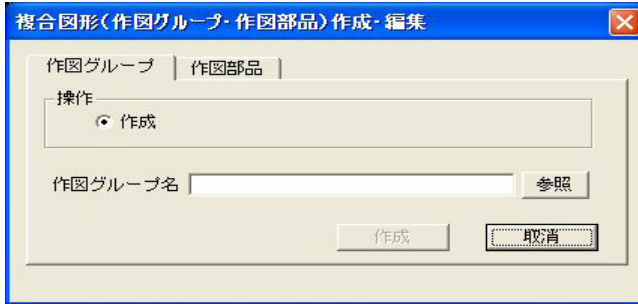 複合図形(作図グループ・作図部品)作成・編集
作図グループ 作図部品
操作
作成
作図グループ名 参照
作成 取消